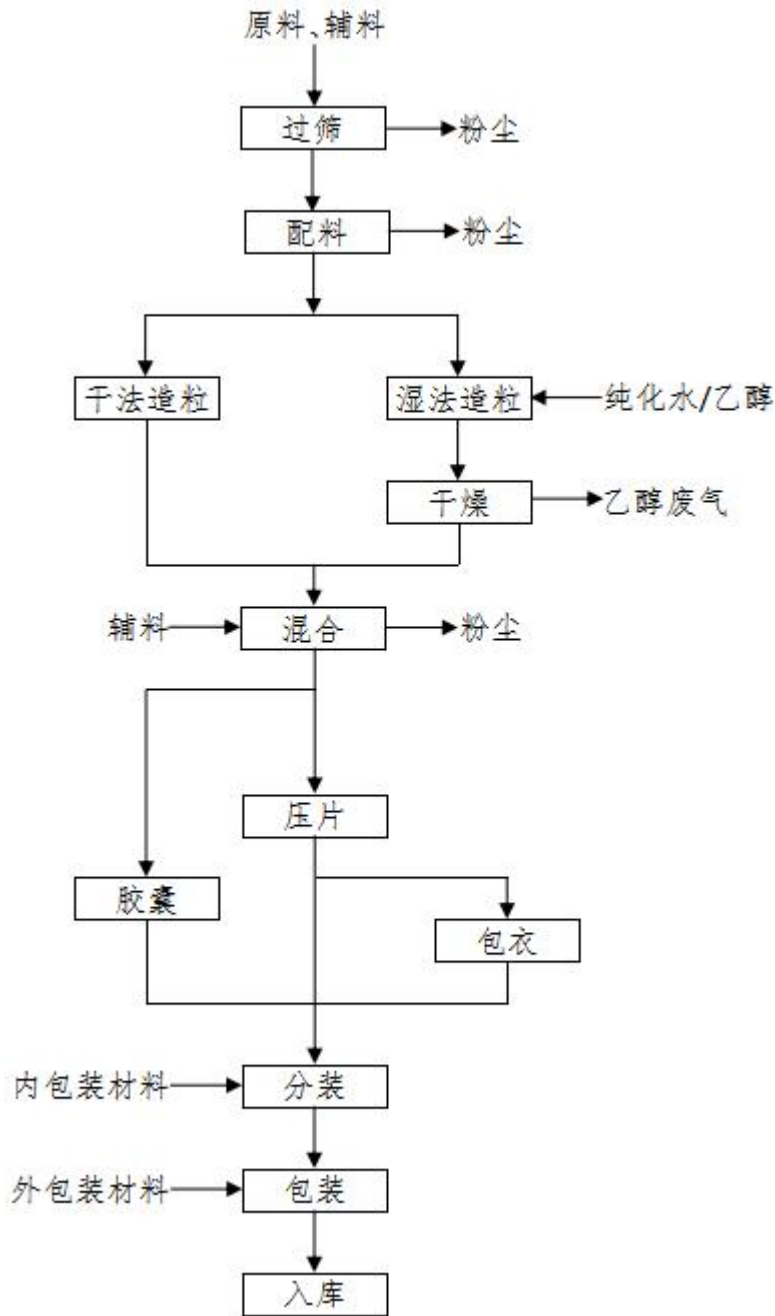 原料、辅料
过筛
粉尘
配料
粉尘
干法造粒
湿法造粒
纯化水/乙醇
干燥
乙醇废气
辅料
混合
粉尘
压片
胶囊
包衣
内包装材料
分装
外包装材料
包装
入库